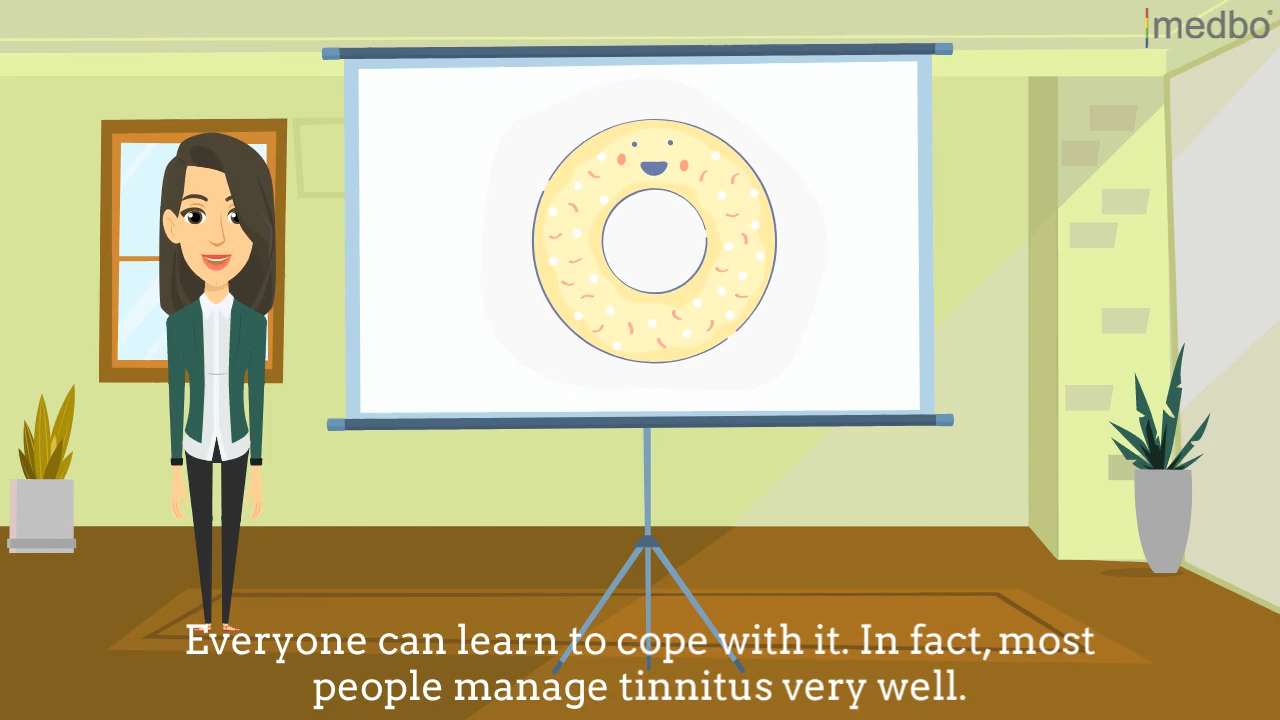 medbo
Everyone can learn to cope with it. In fact, most
people manage tinnitus very well.